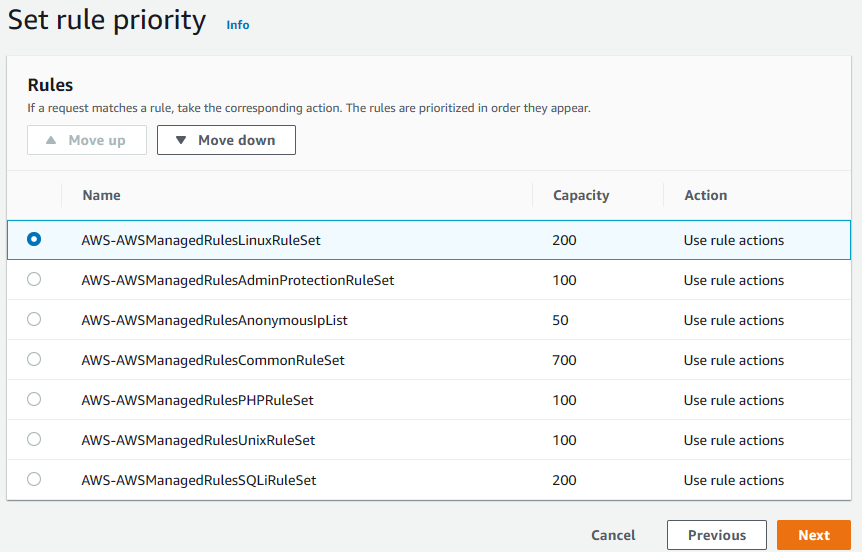 Set rule priority Info
Rules
If a request matches a rule, take the corresponding action. The rules are prioritized in order they appear.
Move up Move down
Name Capacity Action
AWS-AWSManagedRulesLinuxRuleSet 200 Use rule actions
AWS-AWSManagedRulesAdminProtectionRuleSet 100 Use rule actions
AWS-AWSManagedRulesAnonymousIpList 50 Use rule actions
AWS-AWSManagedRulesCommonRuleSet 700 Use rule actions
AWS-AWSManagedRulesPHPRuleSet 100 Use rule actions
AWS-AWSManagedRulesUnixRuleSet 100 Use rule actions
AWS-AWSManagedRulesSQLiRuleSet 200 Use rule actions
Cancel Previous Next